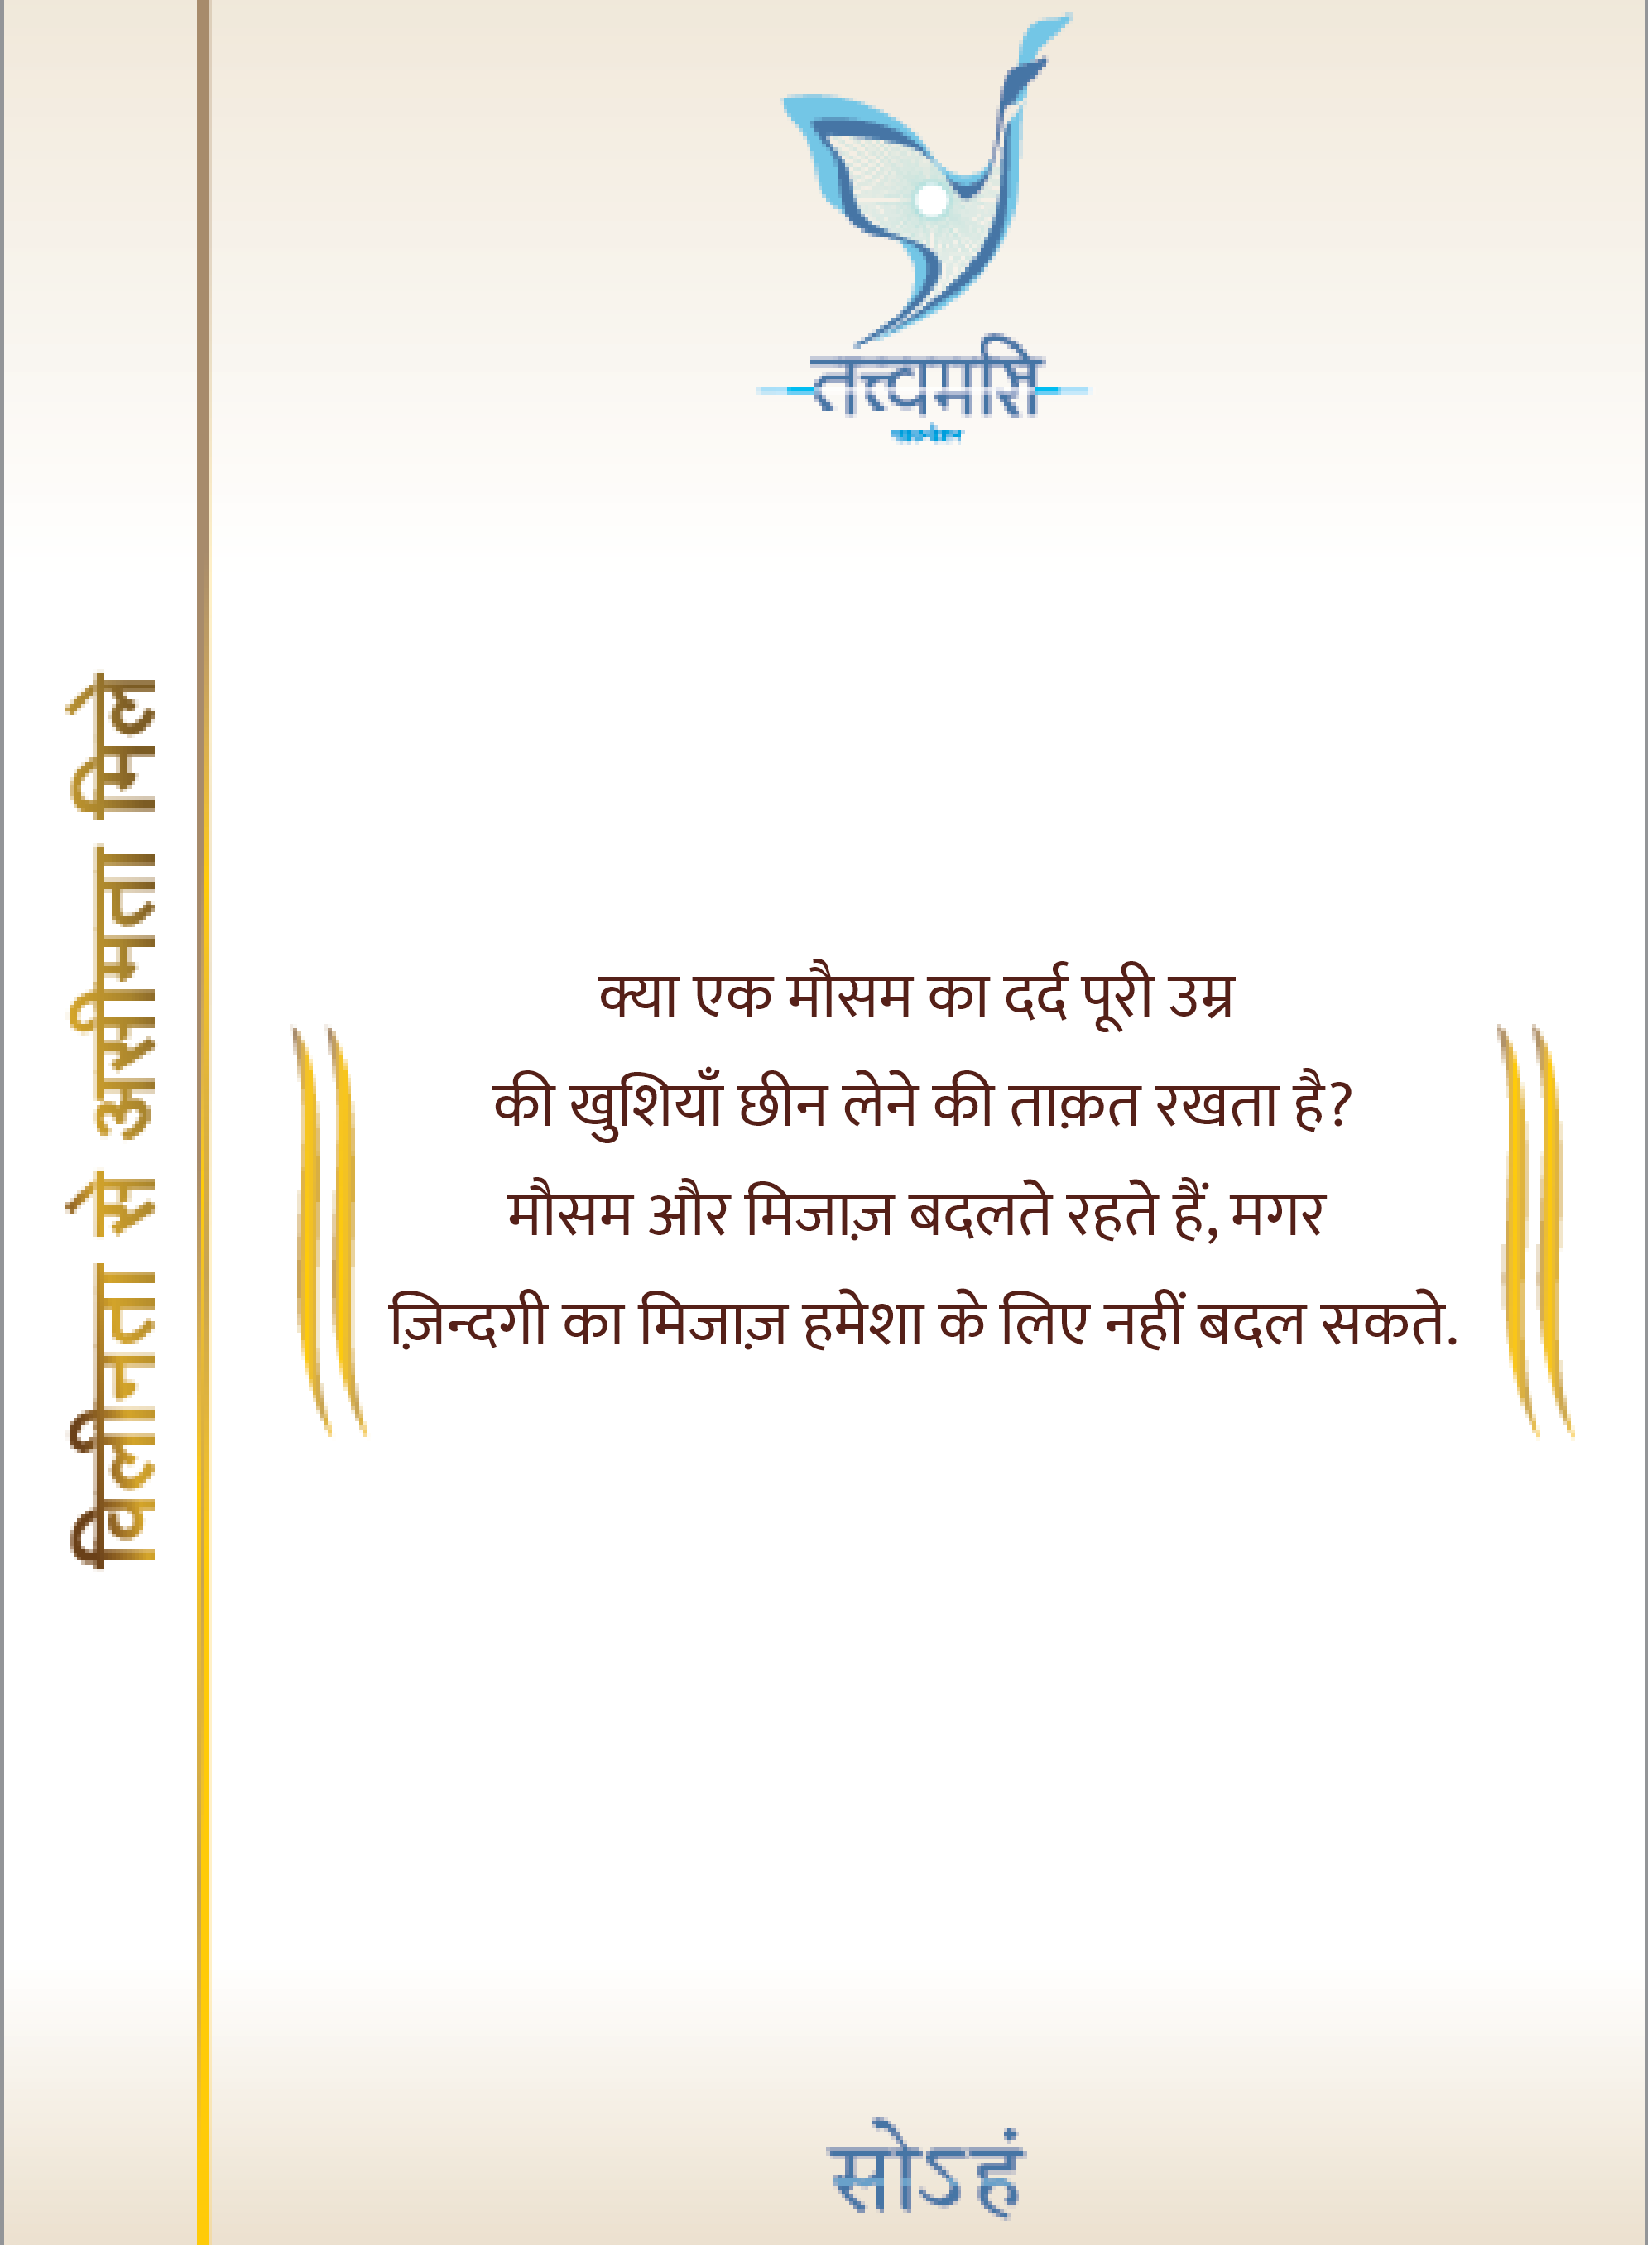 तत्त्वमसि
विलीनता से असीमता मिले
क्या एक मौसम का दर्द पूरी उम्र
की खुशियाँ छीन लेने की ताक़त रखता है?
मौसम और मिजाज़ बदलते रहते हैं, मगर
ज़िन्दगी का मिजाज़ हमेशा के लिए नहीं बदल सकते.
सोऽहं